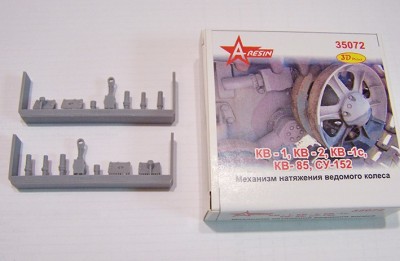 A-RESIN
35072
3D
КВ - 1, КВ - 2, КВ -1с,
КВ- 85, СУ-152
Механизм натяжения ведомого колеса